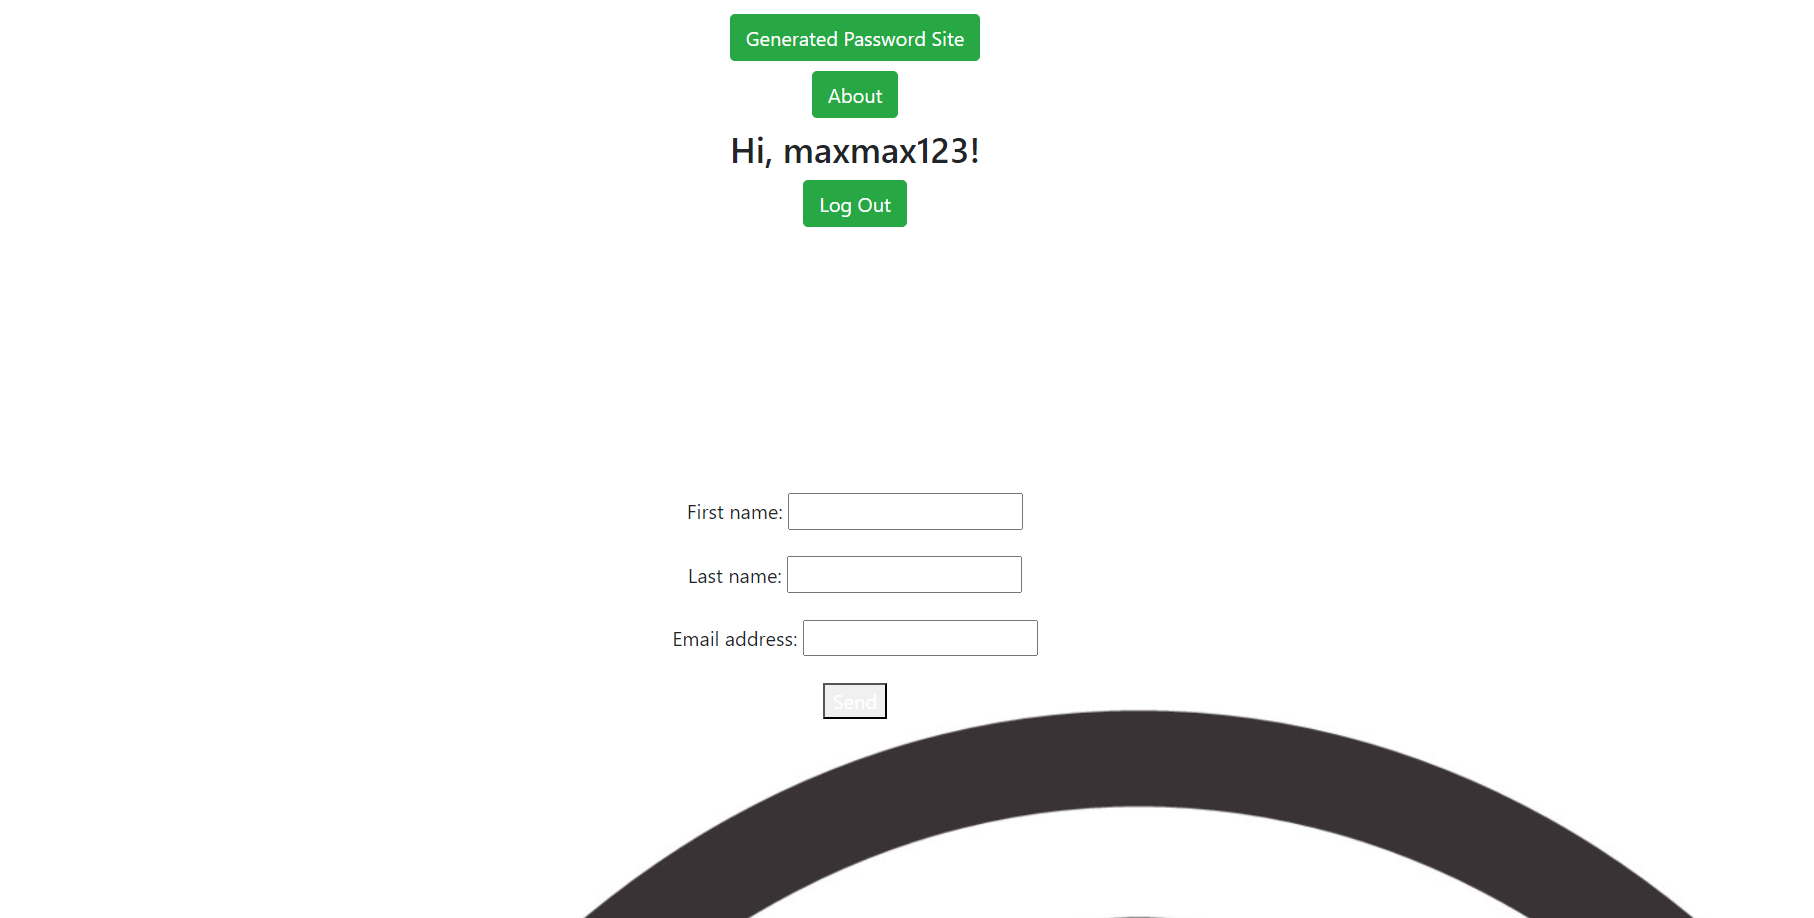 Generated Password Site
About
Hi, maxmax123!
Log Out
First name:
Last name:
Email address:
Send